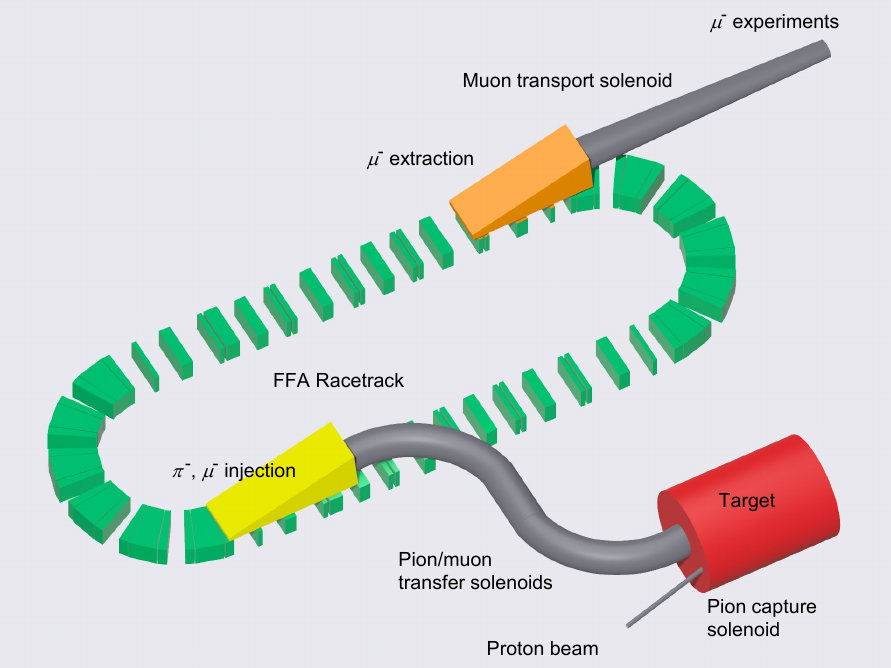 μ⁻ experiments
Muon transport solenoid
μ⁻ extraction
FFA Racetrack
π⁻, μ⁻ injection
Target
Pion/muon
transfer solenoids
Pion capture
solenoid
Proton beam